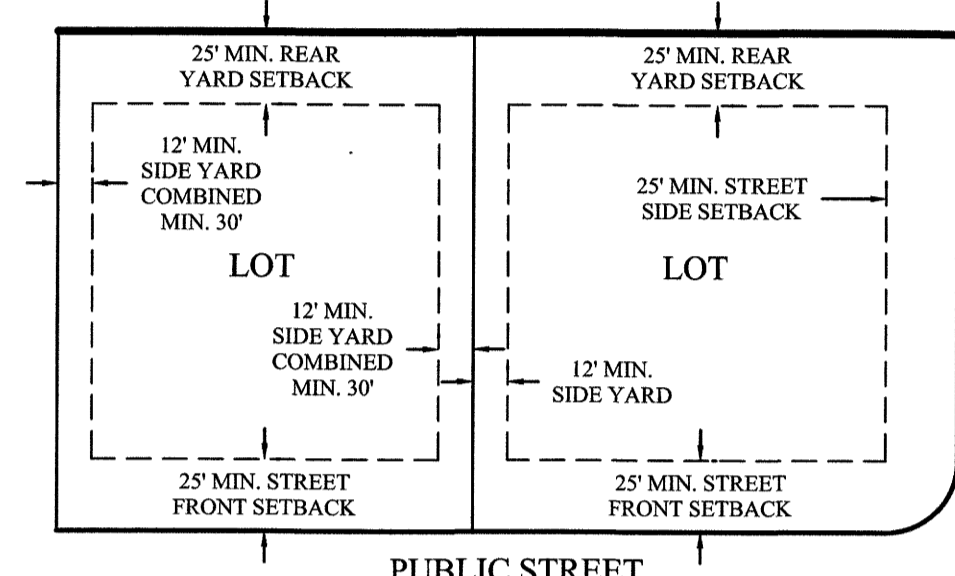 25' MIN. REAR
YARD SETBACK
12' MIN.
SIDE YARD
COMBINED
MIN. 30'
LOT
12' MIN.
SIDE YARD
COMBINED
MIN. 30'
25' MIN. STREET
FRONT SETBACK
25' MIN. REAR
YARD SETBACK
25' MIN. STREET
SIDE SETBACK
LOT
12' MIN.
SIDE YARD
25' MIN. STREET
FRONT SETBACK
PUBLIC STREET